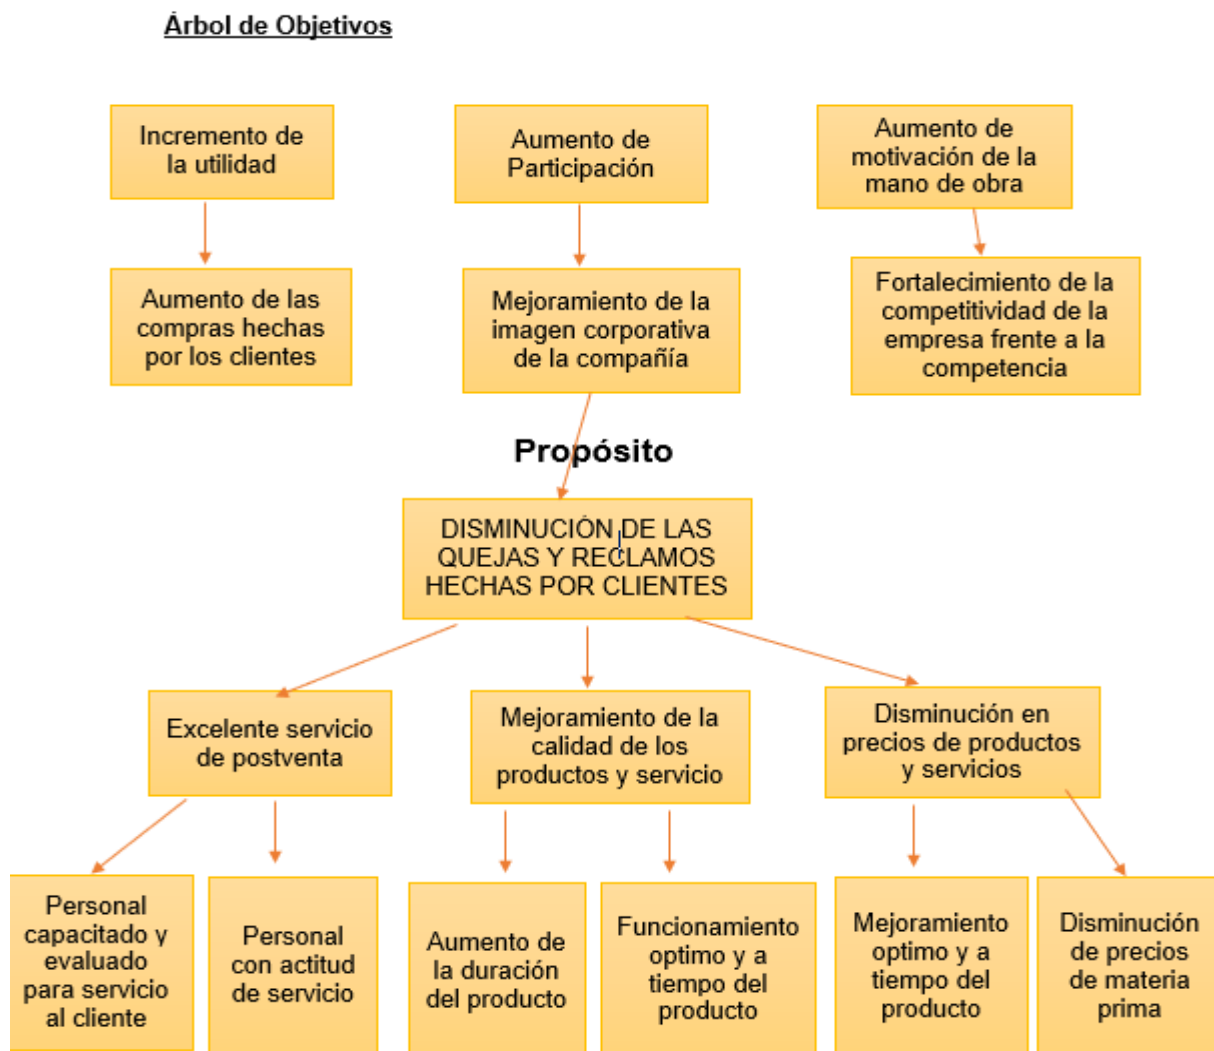 Árbol de Objetivos
Incremento de
la utilidad
Aumento de
Participación
Aumento de
motivación de la
mano de obra
Aumento de las
compras hechas
por los clientes
Mejoramiento de la
imagen corporativa
de la compañía
Fortalecimiento de la
competitividad de la
empresa frente a la
competencia
Propósito
DISMINUCIÓN DE LAS
QUEJAS Y RECLAMOS
HECHAS POR CLIENTES
Excelente servicio
de postventa
Mejoramiento de la
calidad de los
productos y servicio
Disminución en
precios de productos
y servicios
Personal
capacitado y
evaluado
para servicio
al cliente
Personal
con actitud
de servicio
Aumento de
la duración
del producto
Funcionamiento
optimo y a
tiempo del
producto
Mejoramiento
optimo y a
tiempo del
producto
Disminución
de precios
de materia
prima